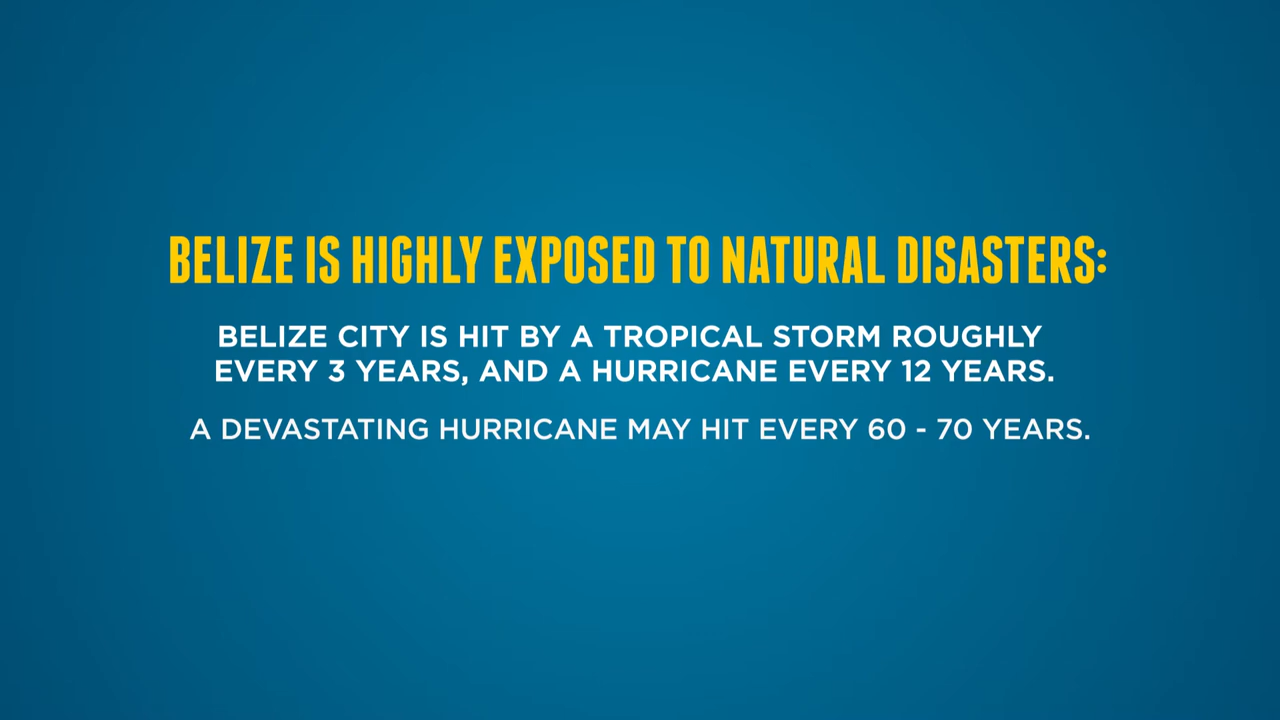 BELIZE IS HIGHLY EXPOSED TO NATURAL DISASTERS:
BELIZE CITY IS HIT BY A TROPICAL STORM ROUGHLY
EVERY 3 YEARS, AND A HURRICANE EVERY 12 YEARS.
A DEVASTATING HURRICANE MAY HIT EVERY 60 - 70 YEARS.